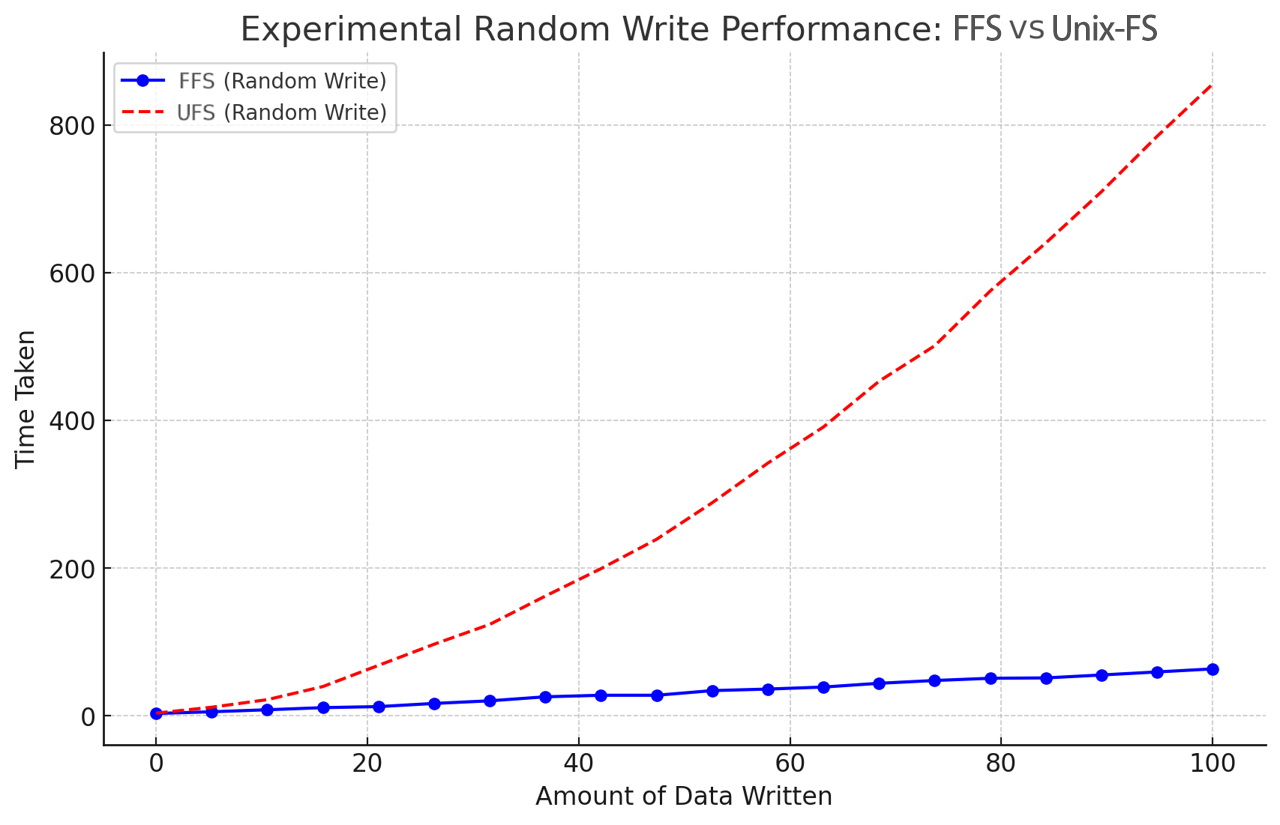 Experimental Random Write Performance: FFS vs Unix-FS
FFS (Random Write)
UFS (Random Write)
Time Taken
800
600
400
200
0
0 20 40 60 80 100
Amount of Data Written